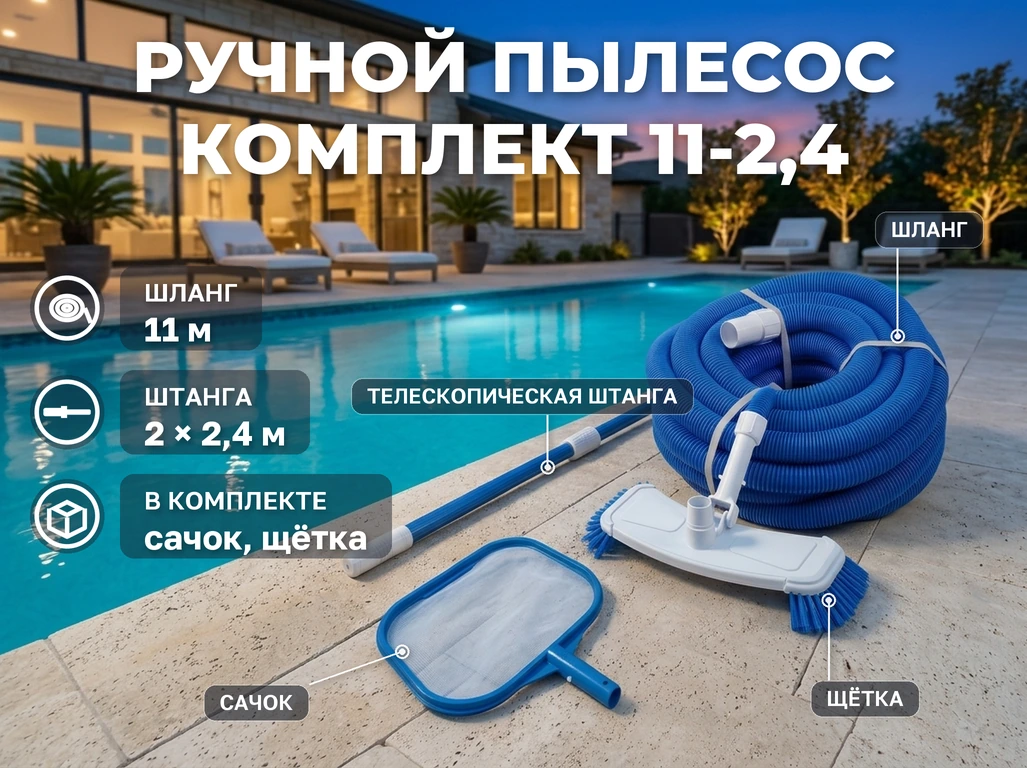 РУЧНОЙ ПЫЛЕСОС
КОМПЛЕКТ 11-2,4
ШЛАНГ
ШЛАНГ
11 м
ШТАНГА
2 × 2,4 м
ТЕЛЕСКОПИЧЕСКАЯ ШТАНГА
В КОМПЛЕКТЕ
сачок, щётка
САЧОК
ЩЁТКА